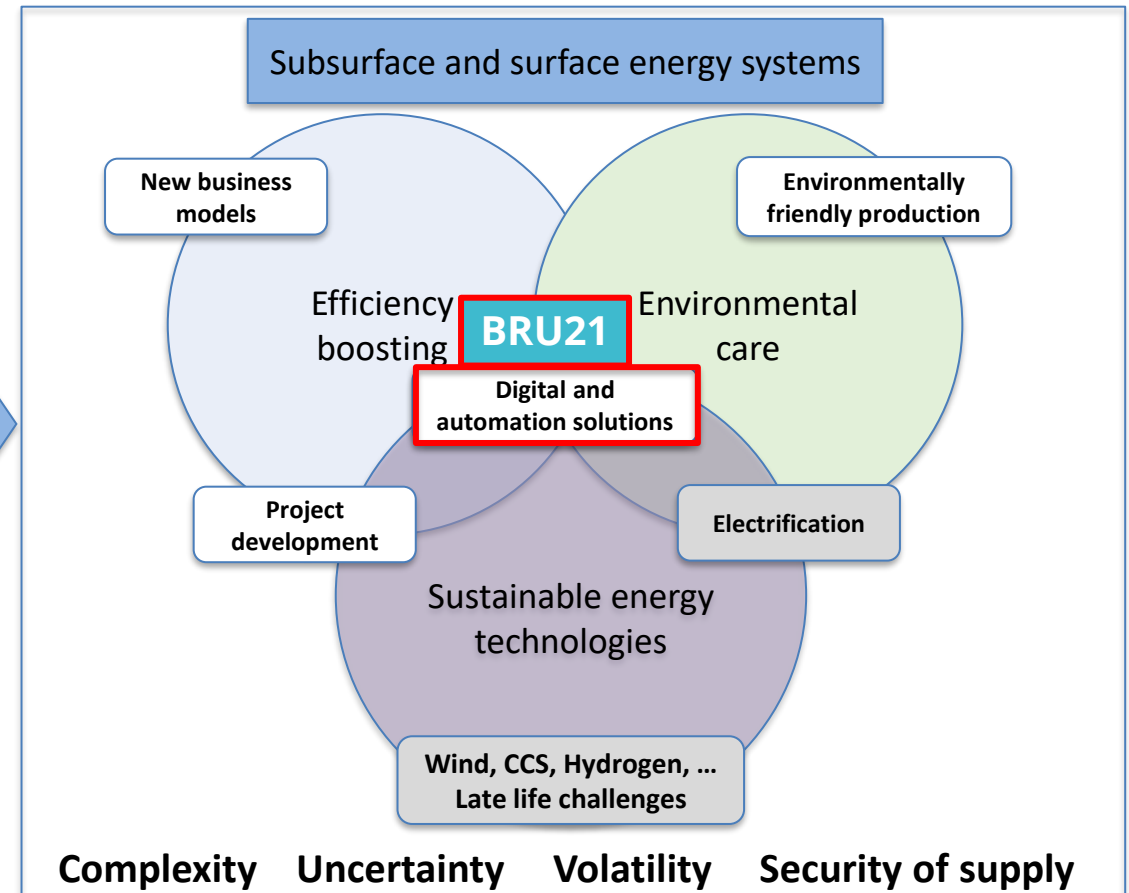 Subsurface and surface energy systems
New business
models
Environmentally
friendly production
Efficiency
boosting
BRU21
Environmental
care
Digital and
automation solutions
Project
development
Electrification
Sustainable energy
technologies
Wind, CCS, Hydrogen, ...
Late life challenges
Complexity Uncertainty Volatility Security of supply